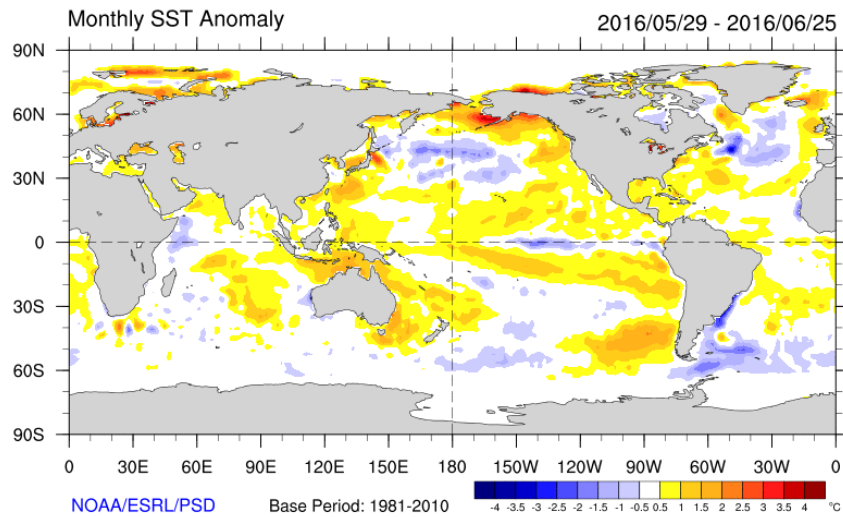 Monthly SST Anomaly 2016/05/29 - 2016/06/25
90N
60N
30N
0
30S
60S
90S
0 30E 60E 90E 120E 150E 180 150W 120W 90W 60W 30W 0
NOAA/ESRL/PSD Base Period: 1981-2010
-4 -3 -2.5 -2 -1.5 -1 -0.5 0.5 1 1.5 2 2.5 3 3.5 4 °C